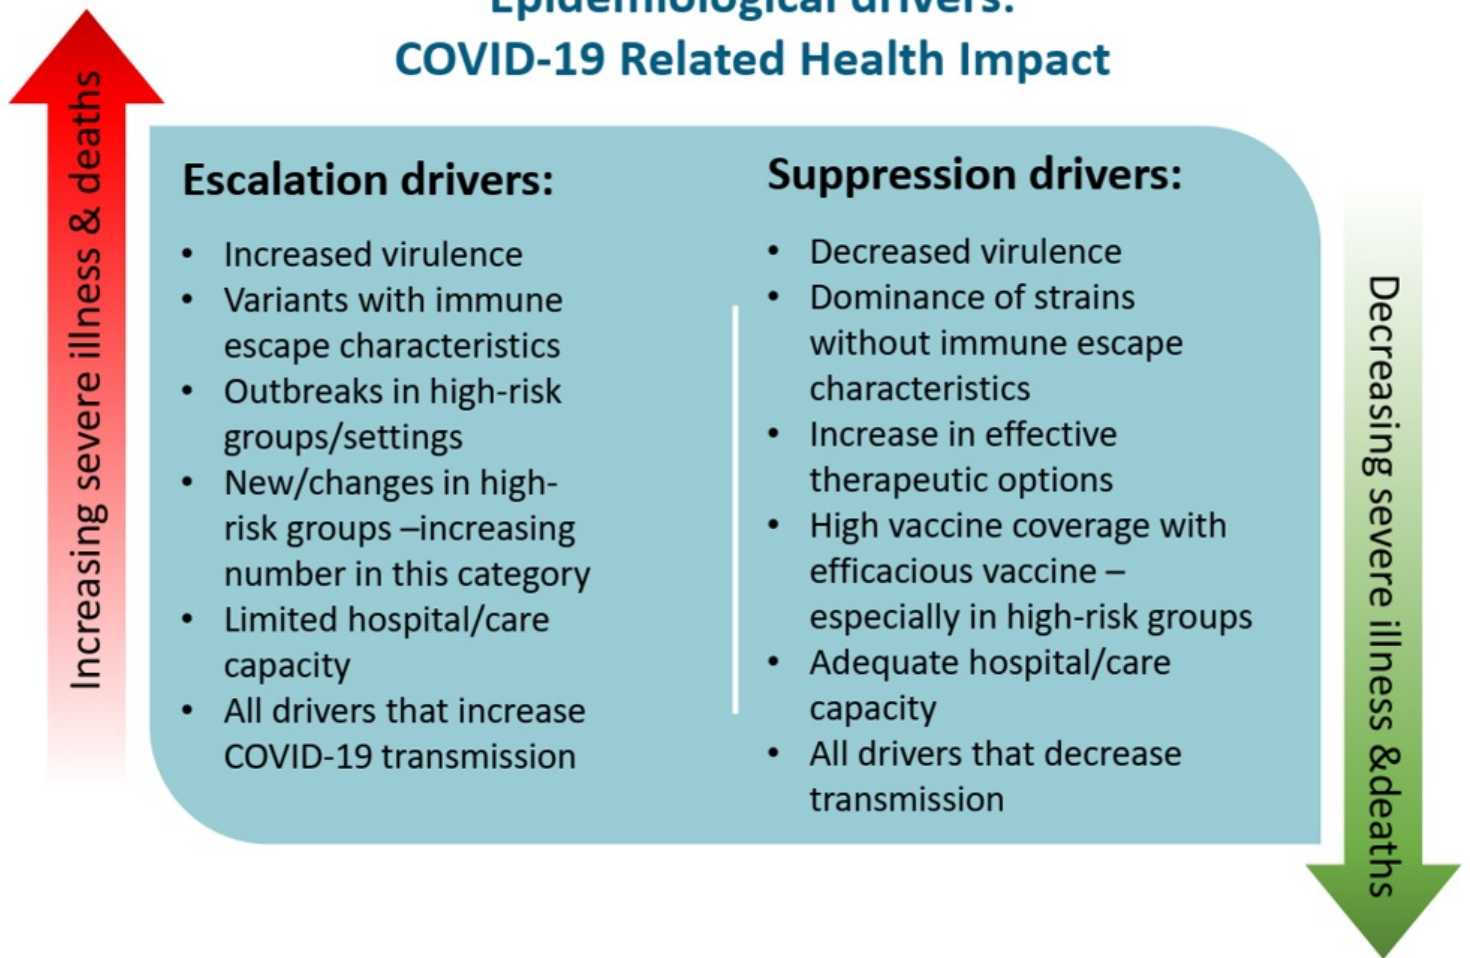 Epidemiological drivers:
COVID-19 Related Health Impact
Increasing severe illness & deaths
Escalation drivers:
• Increased virulence
• Variants with immune
escape characteristics
• Outbreaks in high-risk
groups/settings
• New/changes in high-
risk groups –increasing
number in this category
• Limited hospital/care
capacity
• All drivers that increase
COVID-19 transmission
Suppression drivers:
• Decreased virulence
• Dominance of strains
without immune escape
characteristics
• Increase in effective
therapeutic options
• High vaccine coverage with
efficacious vaccine –
especially in high-risk groups
• Adequate hospital/care
capacity
• All drivers that decrease
transmission
Decreasing severe illness &deaths